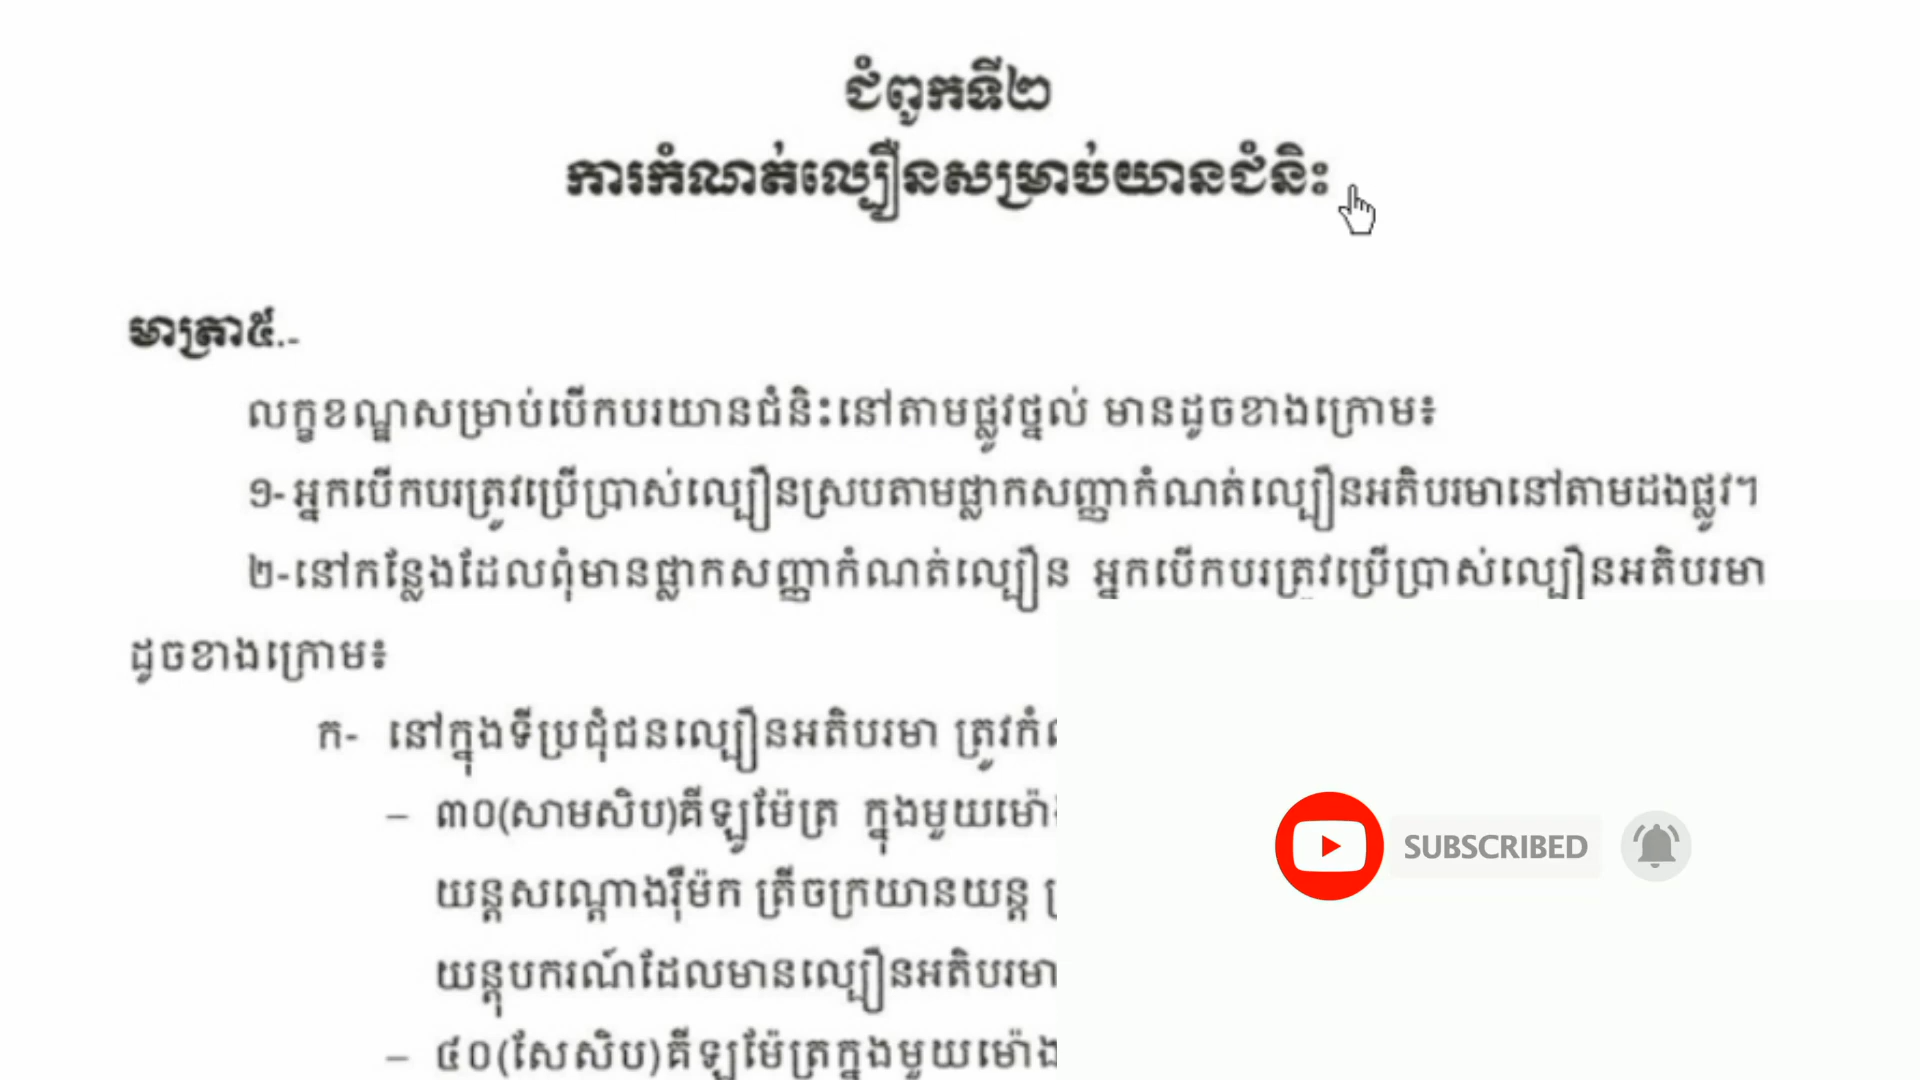 ជំពូកទី២
ការកំណត់ល្បឿនសម្រាប់យានជំនិះ
មាត្រា៥.-
លក្ខខណ្ឌសម្រាប់បើកបរយានជំនិះនៅតាមផ្លូវថ្នល់ មានដូចខាងក្រោម៖
១- អ្នកបើកបរត្រូវប្រើប្រាស់ល្បឿនស្របតាមផ្លាកសញ្ញាកំណត់ល្បឿនអតិបរមានៅតាមដងផ្លូវ។
២-នៅកន្លែងដែលពុំមានផ្លាកសញ្ញាកំណត់ល្បឿន អ្នកបើកបរត្រូវប្រើប្រាស់ល្បឿនអតិបរមា
ដូចខាងក្រោម៖
ក- នៅក្នុងទីប្រជុំជនល្បឿនអតិបរមា
– ៣០(សាមសិប)គីឡូម៉ែត្រ ក្នុងមួយម៉ោង
យន្តសណ្តោងរ៉ឺម៉ក ត្រីចក្រយានយន្ត
យន្តុបករណ៍ដែលមានល្បឿនអតិបរមា
– ៤០(សែសិប)គីឡូម៉ែត្រក្នុងមួយម៉ោង
SUBSCRIBED